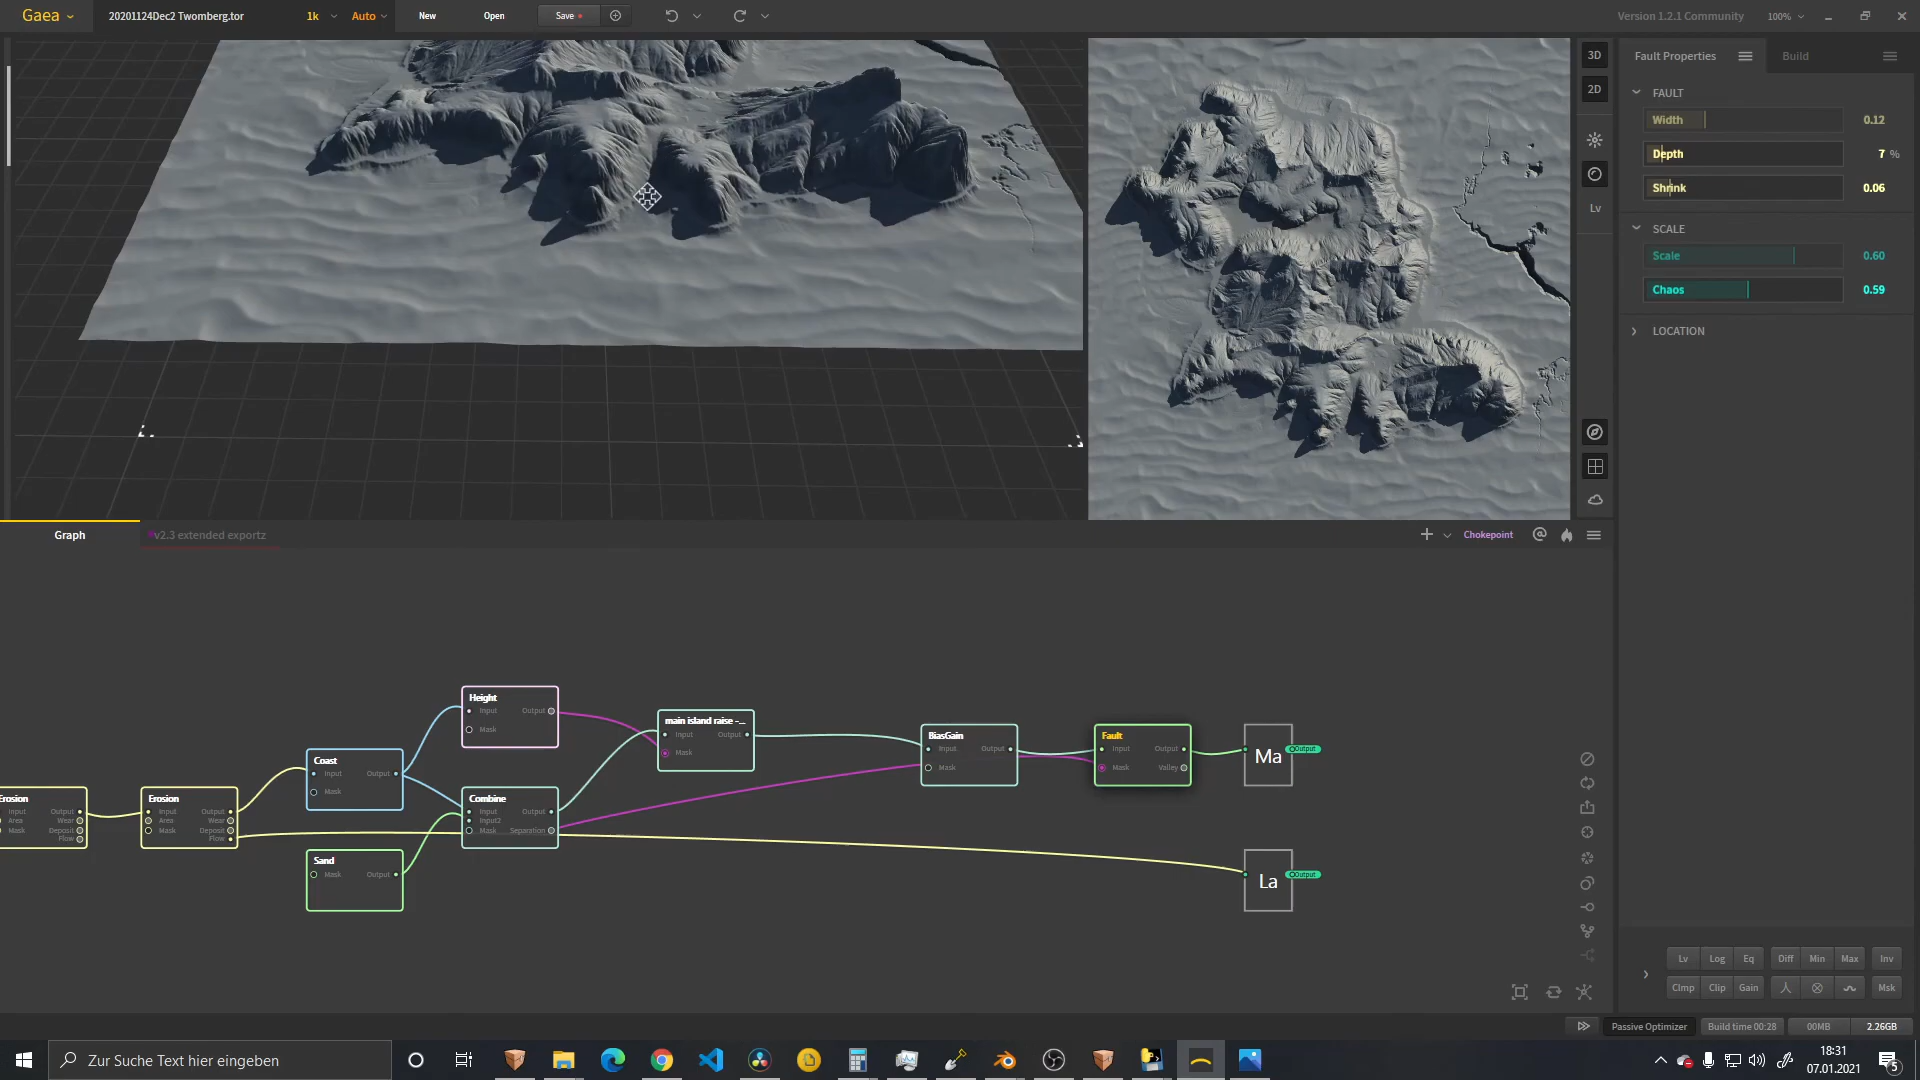 Gaea
20201124Dec2 Twomberg.tor
1k
Auto
New
Open
Save
Version 1.2.1 Community
100%
3D
2D
Lv
Fault Properties
Build
FAULT
Width 0.12
Depth 7 %
Shrink 0.06
SCALE
Scale 0.60
Chaos 0.59
LOCATION
Graph
v2.3 extended exportz
Chokepoint
Height
Input Output
Mask
main island raise -...
Input Output
Mask
BiasGain
Input Output
Mask
Fault
Input Output
Mask Valley
Ma
Output
Coast
Input Output
Mask
Erosion
Input Output
Area Wear
Mask Deposit
Flow
Erosion
Input Output
Area Wear
Mask Deposit
Flow
Combine
Input Output
Input2
Mask Separation
Sand
Mask Output
La
Output
Lv Log Eq Diff Min Max Inv
Clmp Clip Gain Msk
Passive Optimizer
Build time 00:28
00MB
2.26GB
Zur Suche Text hier eingeben
18:31
07.01.2021
5